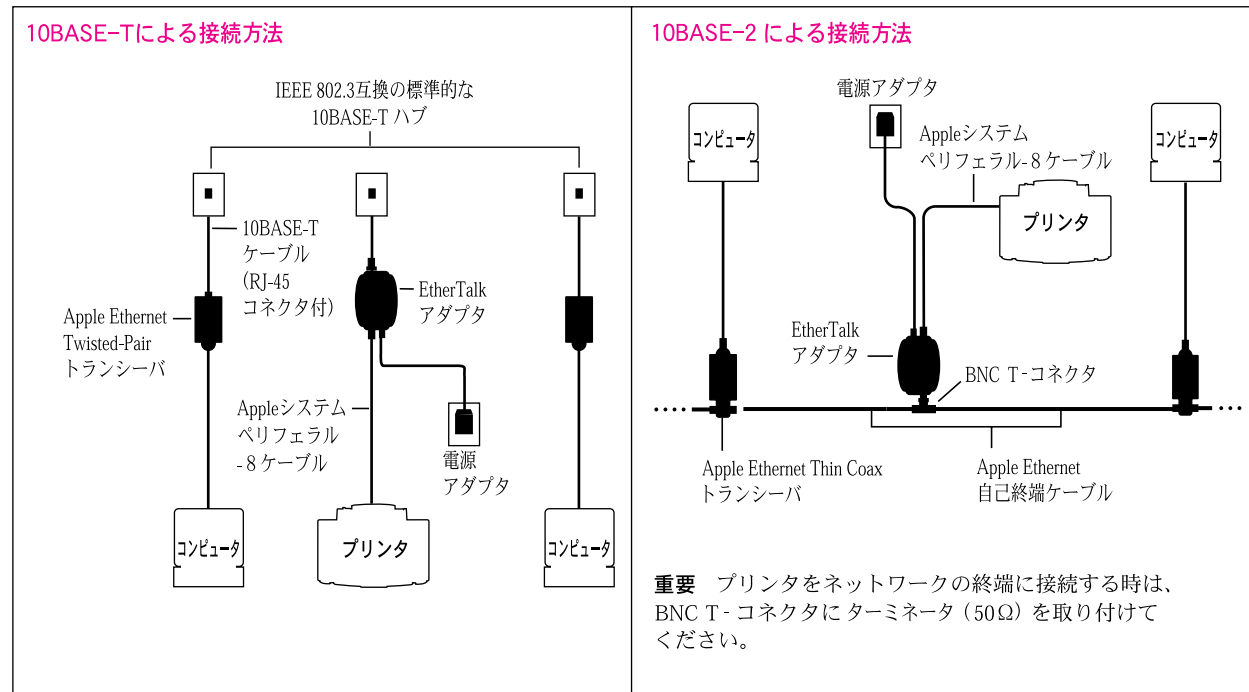 10BASE-Tによる接続方法
IEEE 802.3互換の標準的な
10BASE-T ハブ
10BASE-T
ケーブル
(RJ-45
コネクタ付)
Apple Ethernet
Twisted-Pair
トランシーバ
EtherTalk
アダプタ
Appleシステム
ペリフェラル
-8ケーブル
電源
アダプタ
コンピュータ
プリンタ
コンピュータ
10BASE-2 による接続方法
電源アダプタ
コンピュータ
Appleシステム
ペリフェラル-8ケーブル
コンピュータ
プリンタ
EtherTalk
アダプタ
BNC T-コネクタ
Apple Ethernet Thin Coax
トランシーバ
Apple Ethernet
自己終端ケーブル
重要 プリンタをネットワークの終端に接続する時は、
BNC T-コネクタにターミネータ(50Ω)を取り付けて
ください。